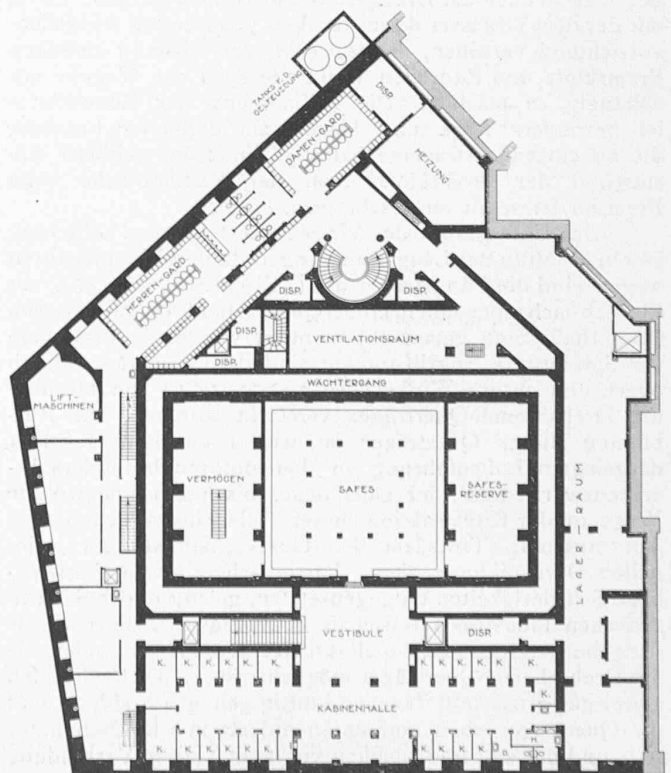 TANKS F.D.
OELFEUERUNG
DAMEN-GARD.
DISP.
HEIZUNG
HERREN-GARD.
DISP.
DISP.
DISP.
VENTILATIONSRAUM
DISP.
WÄCHTERGANG
LIFT-
MASCHINEN
VERMÖGEN
SAFES
SAFES-
RESERVE
LAGERRAUM
VESTIBULE
DISP.
K. K. K. K. K. K. K. K. K. K. K.
K.
KABINENHALLE
K. K. K. K. K. K. K. K. K. K. K. K. K.